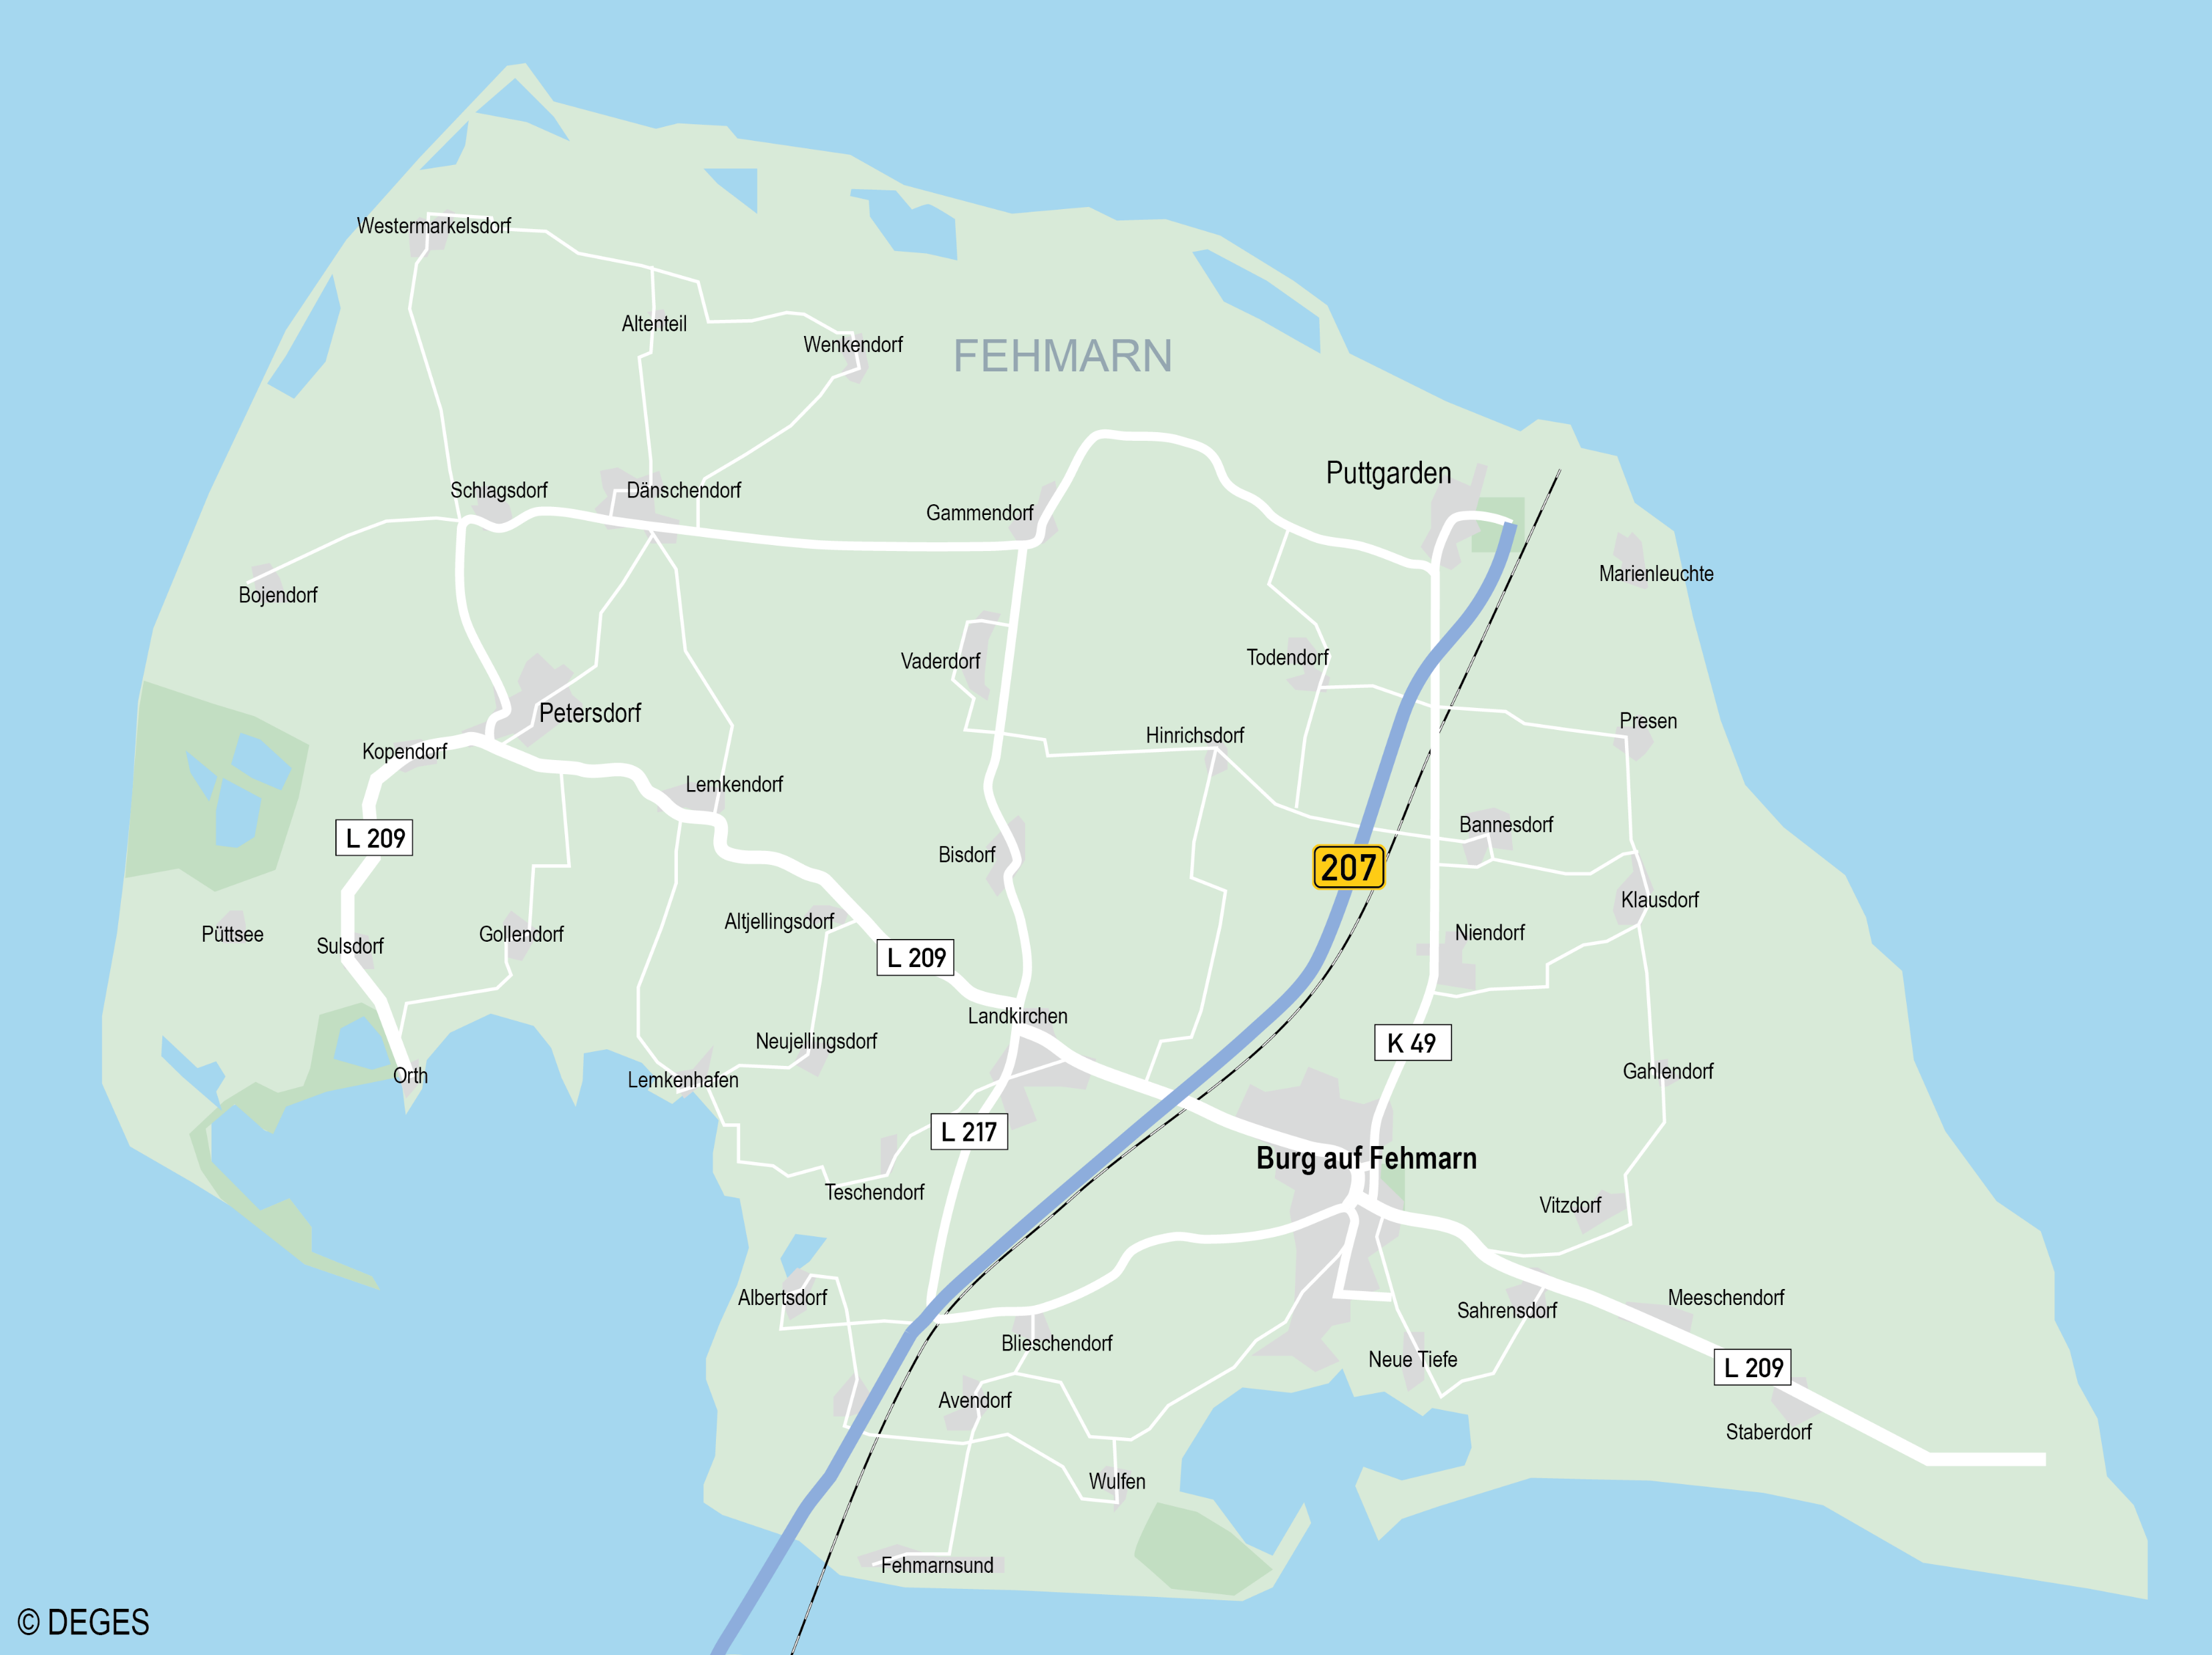 Westermarkelsdorf
Altenteil
Wenkendorf
FEHMARN
Puttgarden
Schlagsdorf
Dänschendorf
Gammendorf
Marienleuchte
Bojendorf
Vaderdorf
Todendorf
Petersdorf
Presen
Hinrichsdorf
Kopendorf
Lemkendorf
Bannesdorf
L 209
Bisdorf
207
Klausdorf
Altjellingsdorf
Püttsee
Sulsdorf
Gollendorf
Niendorf
L 209
Landkirchen
Neujellingsdorf
K 49
Orth
Lemkenhafen
Gahlendorf
L 217
Burg auf Fehmarn
Teschendorf
Vitzdorf
Albertsdorf
Meeschendorf
Sahrensdorf
Blieschendorf
Neue Tiefe
L 209
Avendorf
Staberdorf
Wulfen
Fehmarnsund
© DEGES